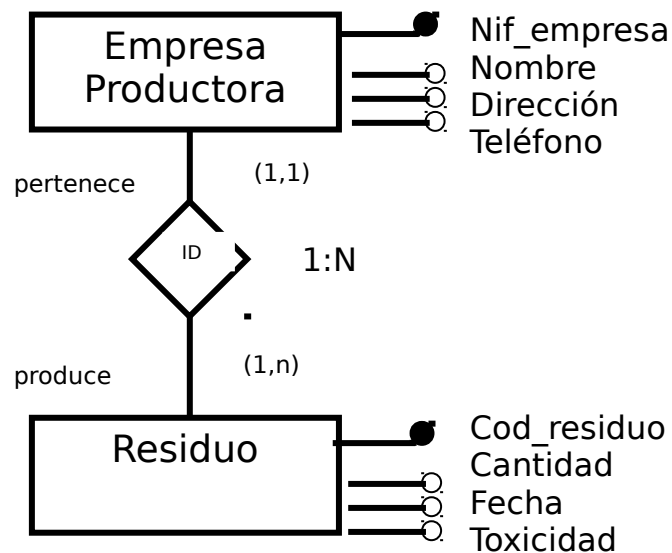 Empresa
Productora
Nif_empresa
Nombre
Dirección
Teléfono
pertenece
(1,1)
ID
1:N
produce
(1,n)
Residuo
Cod_residuo
Cantidad
Fecha
Toxicidad